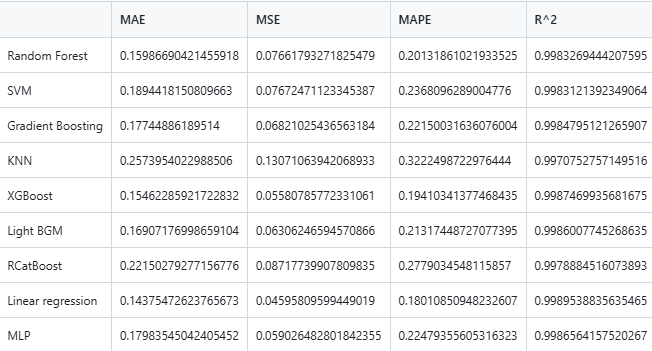 MAE MSE MAPE R^2
Random Forest 0.15986690421455918 0.07661793271825479 0.20131861021933525 0.9983269444207595
SVM 0.1894418150809663 0.07672471123345387 0.2368096289004776 0.9983121392349064
Gradient Boosting 0.17744886189514 0.06821025436563184 0.22150031636076004 0.9984795121265907
KNN 0.2573954022988506 0.13071063942068933 0.3222498722976444 0.9970752757149516
XGBoost 0.15462285921722832 0.05580785772331061 0.19410341377468435 0.9987469935681675
Light BGM 0.16907176998659104 0.06306246594570866 0.21317448727077395 0.9986007745268635
RCatBoost 0.22150279277156776 0.08717739907809835 0.2779034548115857 0.9978884516073893
Linear regression 0.14375472623765673 0.04595809599449019 0.18010850948232607 0.9989538835635465
MLP 0.17983545042405452 0.059026482801842355 0.22479355605316323 0.9986564157520267